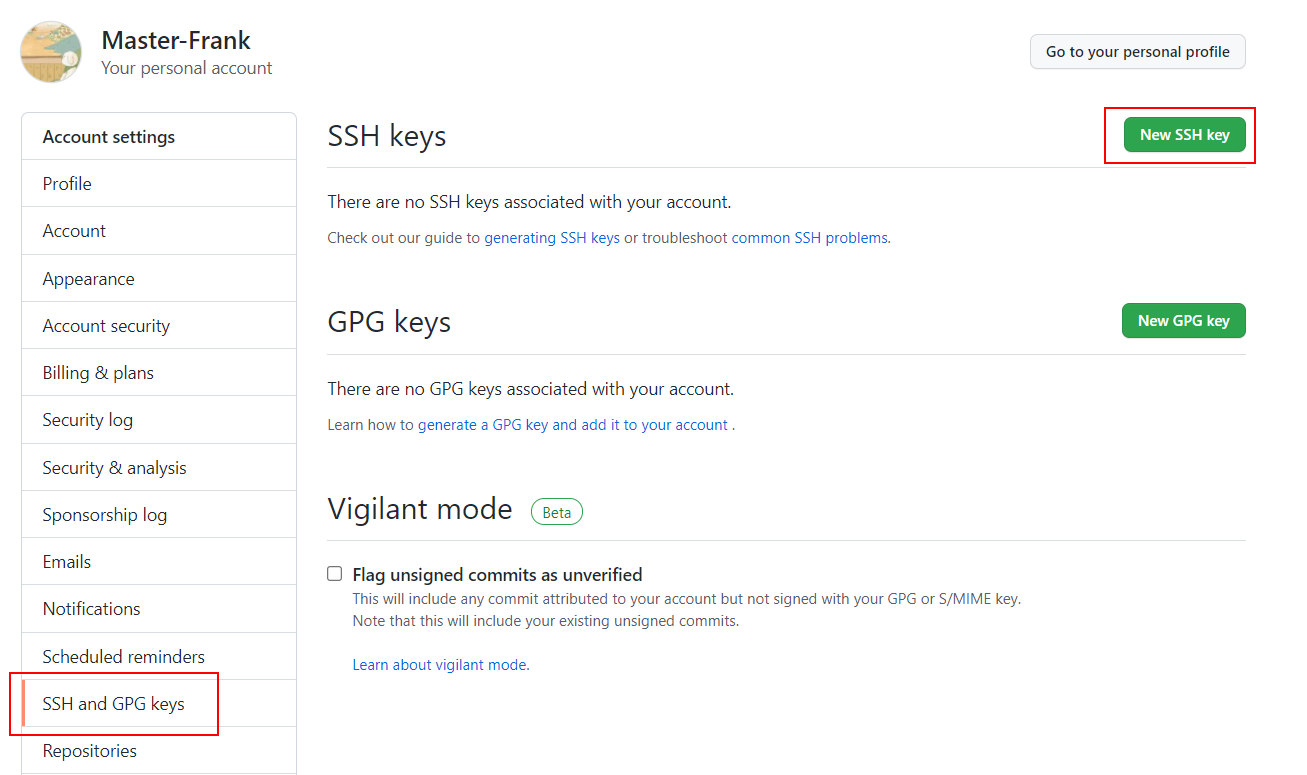 Master-Frank
Your personal account
Go to your personal profile
Account settings
Profile
Account
Appearance
Account security
Billing & plans
Security log
Security & analysis
Sponsorship log
Emails
Notifications
Scheduled reminders
SSH and GPG keys
Repositories
SSH keys
New SSH key
There are no SSH keys associated with your account.
Check out our guide to generating SSH keys or troubleshoot common SSH problems.
GPG keys
New GPG key
There are no GPG keys associated with your account.
Learn how to generate a GPG key and add it to your account .
Vigilant mode Beta
Flag unsigned commits as unverified
This will include any commit attributed to your account but not signed with your GPG or S/MIME key.
Note that this will include your existing unsigned commits.
Learn about vigilant mode.